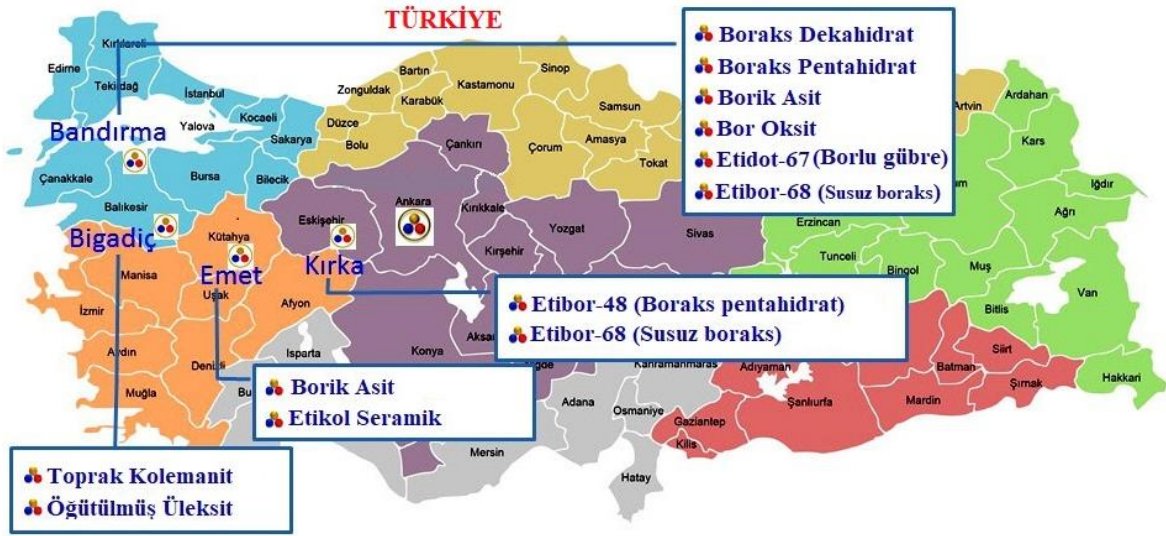 TÜRKİYE
Boraks Dekahidrat
Boraks Pentahidrat
Borik Asit
Bor Oksit
Etidot-67 (Borlu gübre)
Etibor-68 (Susuz boraks)
Kırklareli
Edirne
Tekirdağ
İstanbul
Kocaeli
Yalova
Sakarya
Bandırma
Çanakkale
Bursa
Bilecik
Balıkesir
Zonguldak
Bartın
Karabük
Kastamonu
Sinop
Samsun
Düzce
Bolu
Çorum
Amasya
Tokat
Çankırı
Artvin
Ardahan
Kars
Iğdır
Ağrı
Erzincan
Bigadiç
Kütahya
Emet
Eskişehir
Kırka
Ankara
Kırıkkale
Kırşehir
Yozgat
Sivas
Tunceli
Bingol
Muş
Bitlis
Van
Hakkari
Manisa
İzmir
Uşak
Afyon
Aydın
Denizli
Muğla
Isparta
Konya
Etibor-48 (Boraks pentahidrat)
Etibor-68 (Susuz boraks)
Kahramanmaraş
Adıyaman
Batman
Siirt
Şırnak
Mardin
Şanlıurfa
Gaziantep
Kilis
Adana
Osmaniye
Hatay
Mersin
Borik Asit
Etikol Seramik
Toprak Kolemanit
Öğütülmüş Üleksit